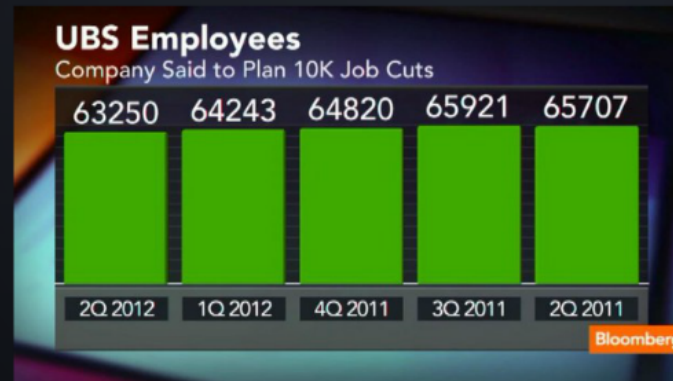 UBS Employees
Company Said to Plan 10K Job Cuts
63250 64243 64820 65921 65707
2Q 2012 1Q 2012 4Q 2011 3Q 2011 2Q 2011
Bloomberg